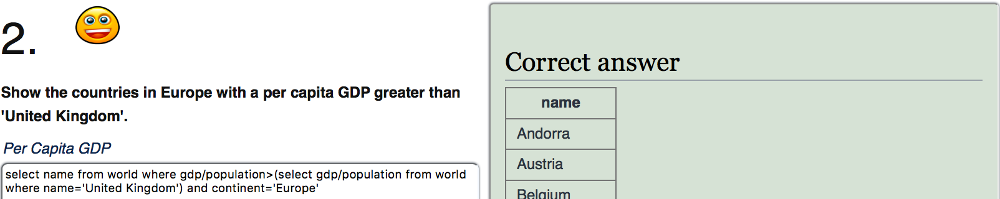 2.
Show the countries in Europe with a per capita GDP greater than
'United Kingdom'.
Per Capita GDP
select name from world where gdp/population>(select gdp/population from world
where name='United Kingdom') and continent='Europe'
Correct answer
name
Andorra
Austria
Belgium